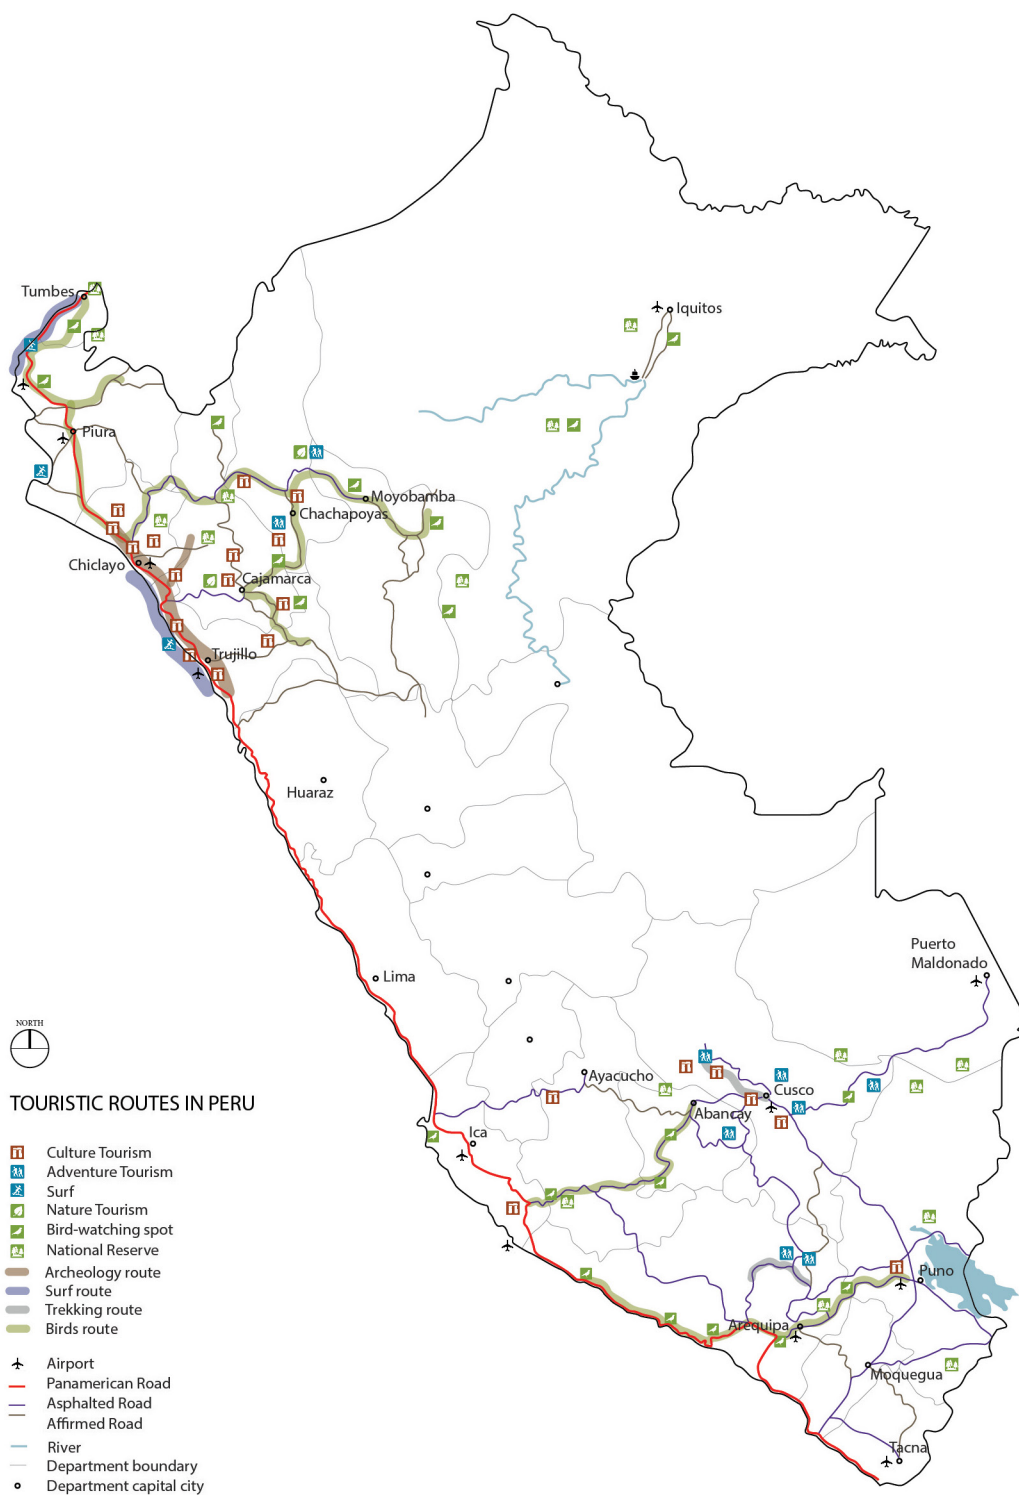 Tumbes
Iquitos
Piura
Moyobamba
Chachapoyas
Chiclayo
Cajamarca
Trujillo
Huaraz
Puerto
Maldonado
Lima
NORTH
Ayacucho
Cusco
Abancay
Ica
Puno
Arequipa
Moquegua
Tacna
TOURISTIC ROUTES IN PERU
Culture Tourism
Adventure Tourism
Surf
Nature Tourism
Bird-watching spot
National Reserve
Archeology route
Surf route
Trekking route
Birds route
Airport
Panamerican Road
Asphalted Road
Affirmed Road
River
Department boundary
Department capital city